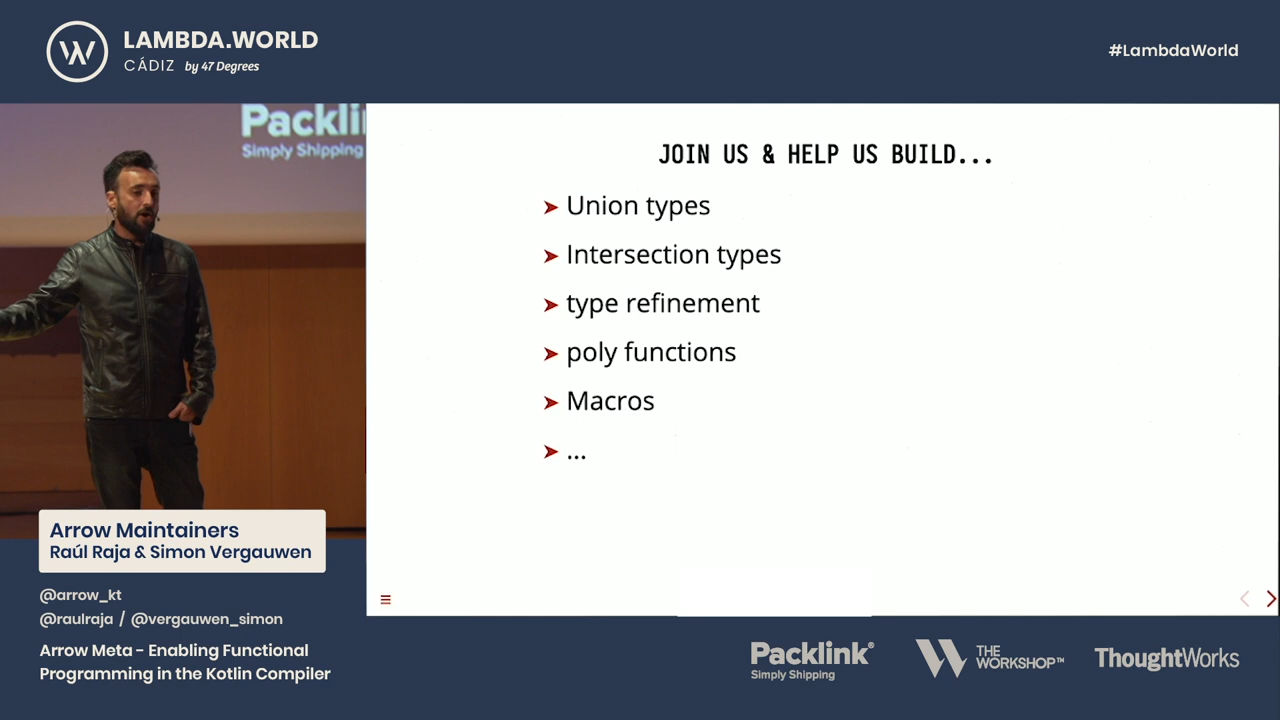 LAMBDA.WORLD
CÁDIZ by 47 Degrees
#LambdaWorld
Packli
Simply Shipping
JOIN US & HELP US BUILD...
➤ Union types
➤ Intersection types
➤ type refinement
➤ poly functions
➤ Macros
➤ ...
Arrow Maintainers
Raúl Raja & Simon Vergauwen
@arrow_kt
@raulraja / @vergauwen_simon
Arrow Meta - Enabling Functional
Programming in the Kotlin Compiler
Packlink®
Simply Shipping
THE
WORKSHOP™
ThoughtWorks